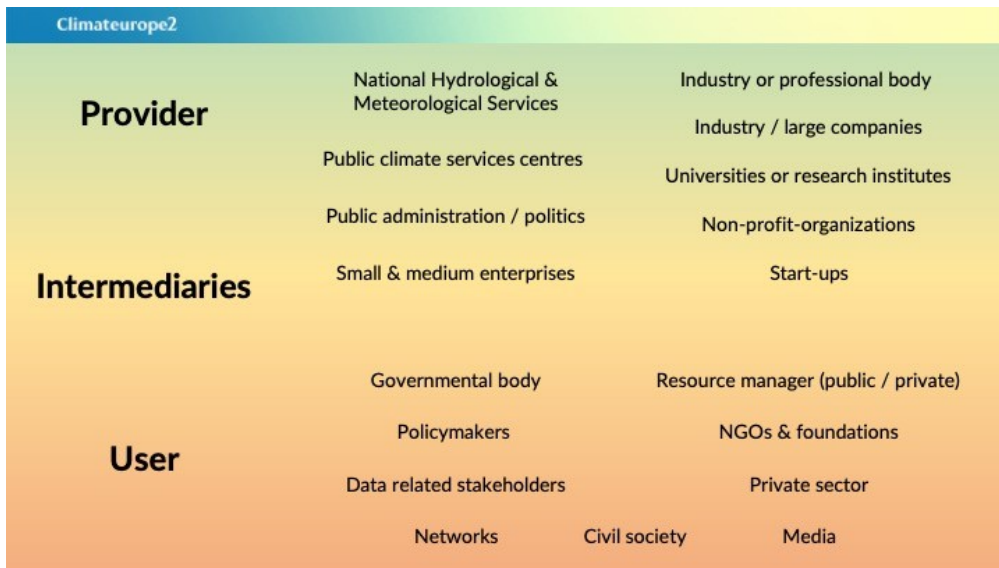 Climateurope2
Provider
National Hydrological &
Meteorological Services
Industry or professional body
Industry / large companies
Public climate services centres
Universities or research institutes
Public administration / politics
Non-profit-organizations
Intermediaries
Small & medium enterprises
Start-ups
Governmental body
Resource manager (public / private)
Policymakers
NGOs & foundations
User
Data related stakeholders
Private sector
Networks
Civil society
Media